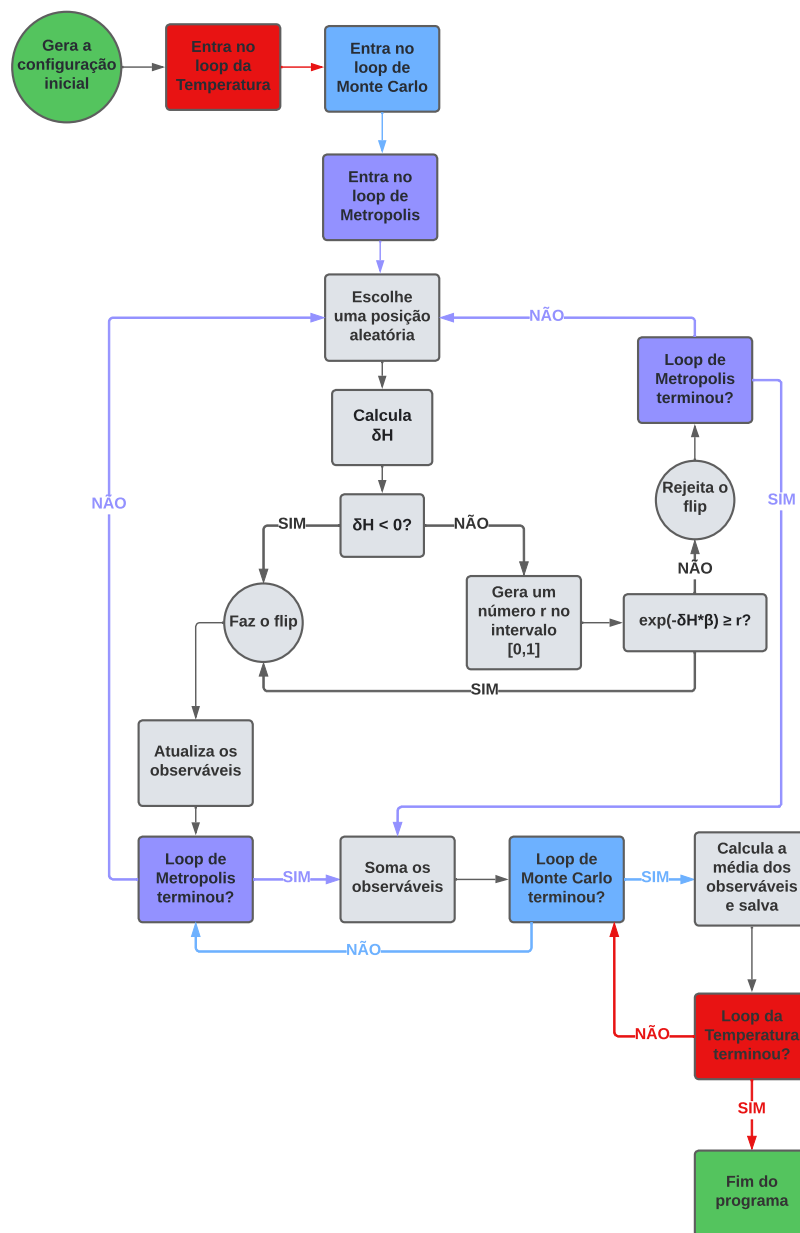 Gera a
configuração
inicial
Entra no
loop da
Temperatura
Entra no
loop de
Monte Carlo
Entra no
loop de
Metropolis
Escolhe
uma posição
aleatória
NÃO
Loop de
Metropolis
terminou?
Calcula
δH
NÃO
Rejeita o
flip
SIM
δH < 0?
SIM
NÃO
NÃO
Gera um
número r no
intervalo
[0,1]
exp(-δH*β) ≥ r?
Faz o flip
SIM
Atualiza os
observáveis
Loop de
Metropolis
terminou?
SIM
Soma os
observáveis
Loop de
Monte Carlo
terminou?
SIM
Calcula a
média dos
observáveis
e salva
NÃO
NÃO
Loop da
Temperatura
terminou?
SIM
Fim do
programa